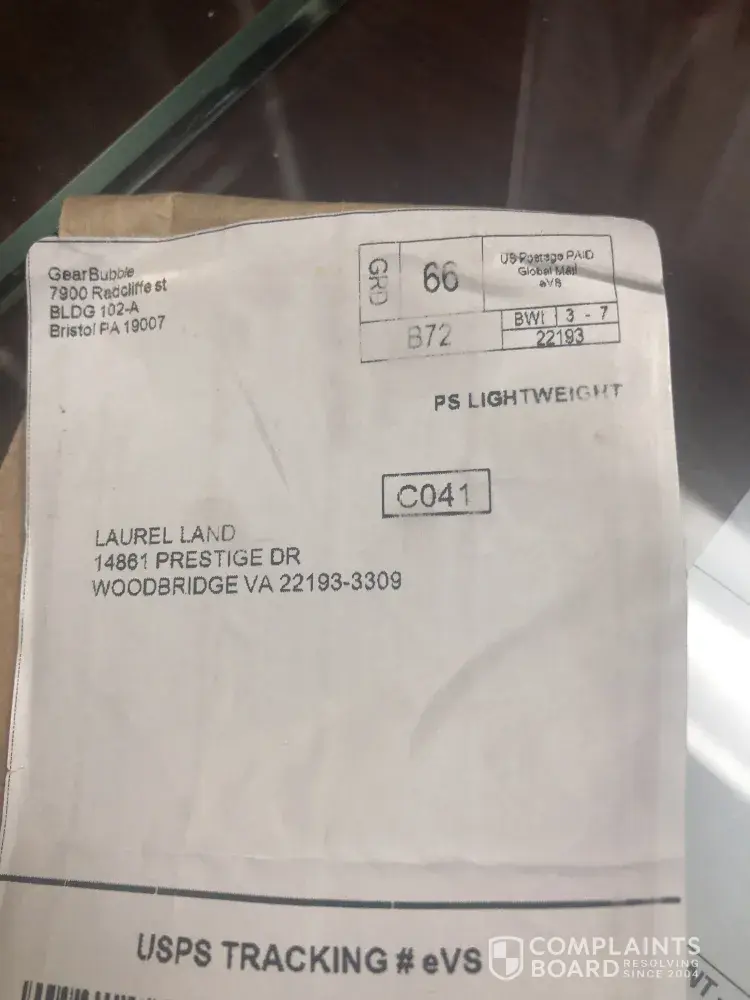 GearBubble
7900 Radcliffe st
BLDG 102-A
Bristol PA 19007
GRD
66
US Postage PAID
Global Mail
eVS
B72
BWI 3 - 7
22193
PS LIGHTWEIGHT
C041
LAUREL LAND
14861 PRESTIGE DR
WOODBRIDGE VA 22193-3309
USPS TRACKING # eVS
COMPLAINTS
BOARD RESOLVING
SINCE 2004